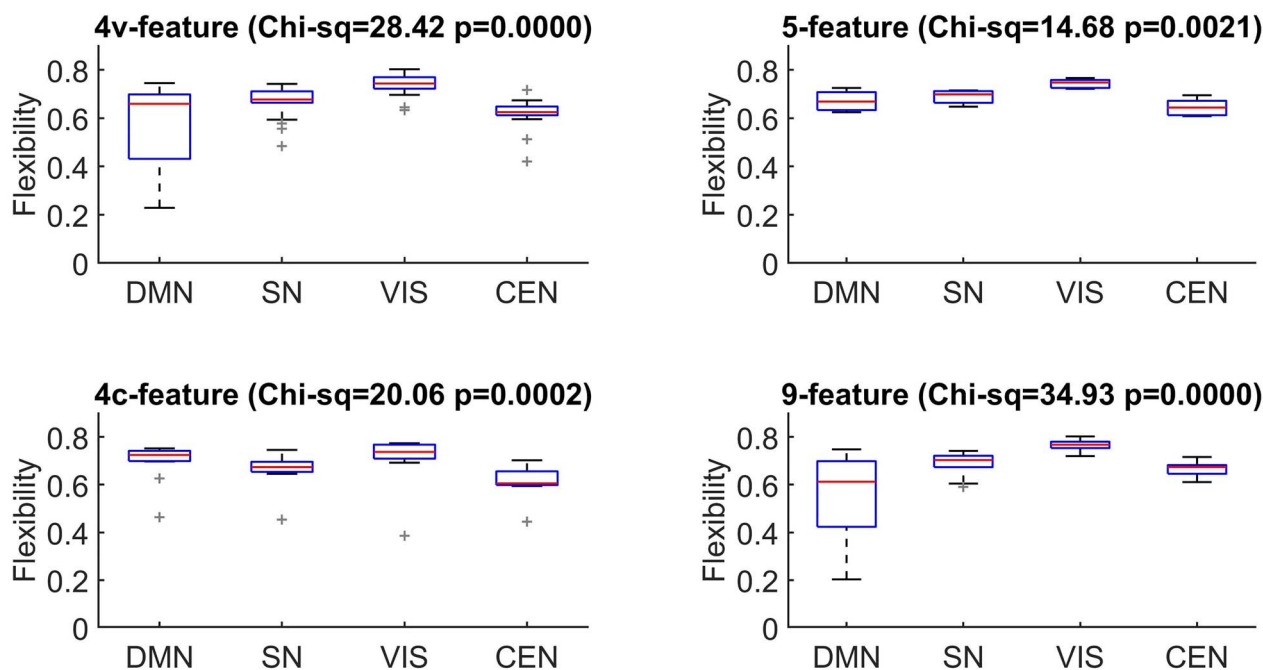 4v-feature (Chi-sq=28.42 p=0.0000)
Flexibility
0.8
0.6
0.4
0.2
0
DMN SN VIS CEN
5-feature (Chi-sq=14.68 p=0.0021)
Flexibility
0.8
0.6
0.4
0.2
0
DMN SN VIS CEN
4c-feature (Chi-sq=20.06 p=0.0002)
Flexibility
0.8
0.6
0.4
0.2
0
DMN SN VIS CEN
9-feature (Chi-sq=34.93 p=0.0000)
Flexibility
0.8
0.6
0.4
0.2
0
DMN SN VIS CEN